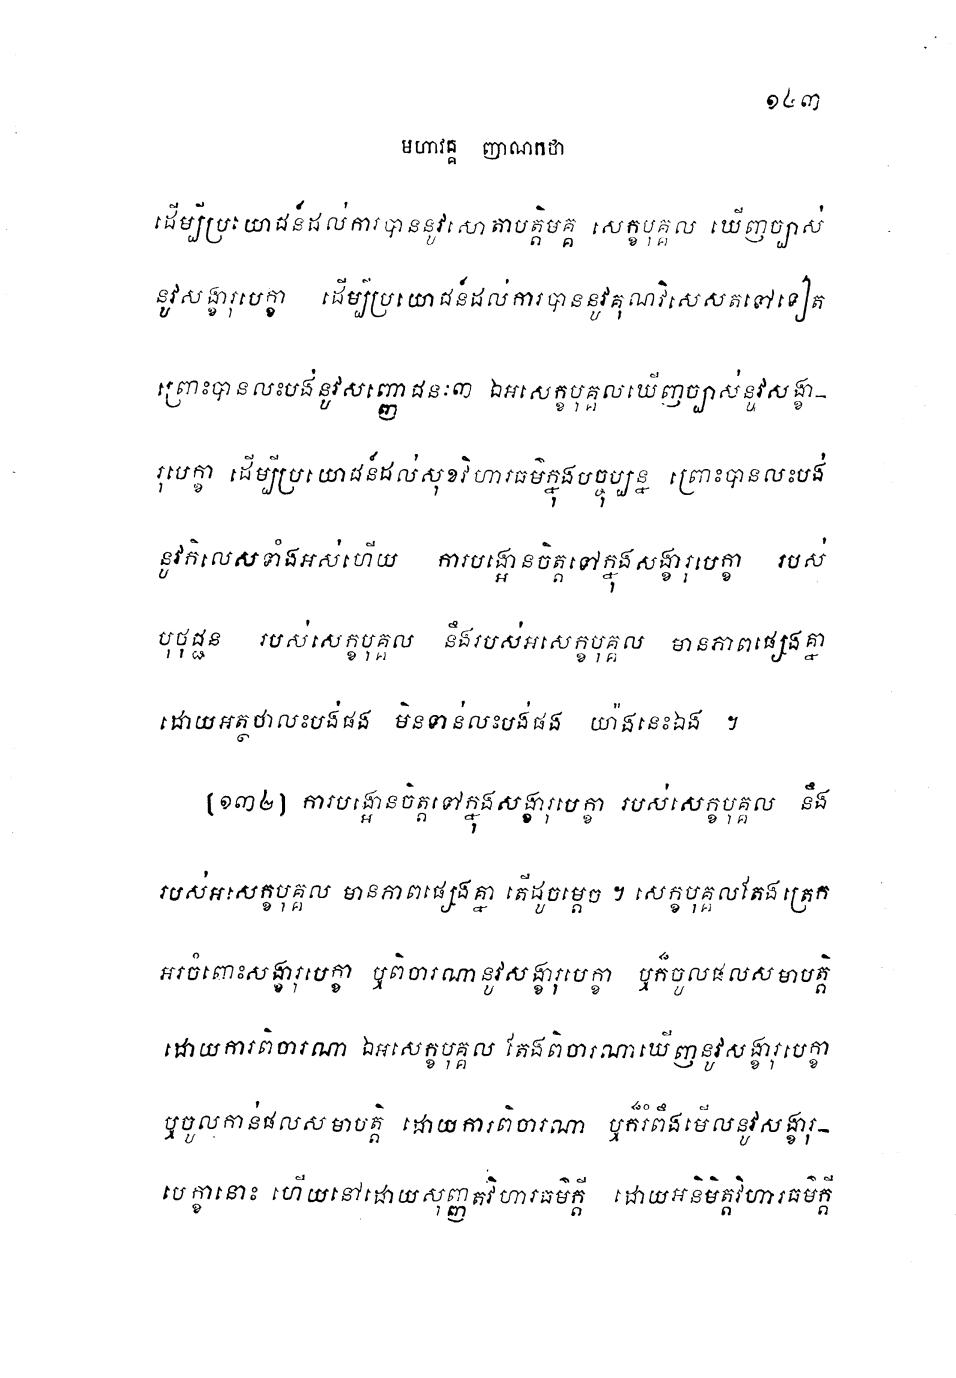 ១៤៣
មហាវគ្គ ញាណកថា
ដើម្បីប្រយោជន៍ដល់ការបាននូវសោតាបត្តិមគ្គ សេក្ខបុគ្គល ឃើញច្បាស់
នូវសង្ខារុបេក្ខា ដើម្បីប្រយោជន៍ដល់ការបាននូវគុណវិសេសតទៅទៀត
ព្រោះបានលះបង់នូវសញ្ញោជនៈ៣ ឯអសេក្ខបុគ្គលឃើញច្បាស់នូវសង្ខា-
រុបេក្ខា ដើម្បីប្រយោជន៍ដល់សុខវិហារធម៌ក្នុងបច្ចុប្បន្ន ព្រោះបានលះបង់
នូវកិលេសទាំងអស់ហើយ ការបង្អោនចិត្តទៅក្នុងសង្ខារុបេក្ខា របស់
បុថុជ្ជន របស់សេក្ខបុគ្គល នឹងរបស់អសេក្ខបុគ្គល មានភាពផ្សេងគ្នា
ដោយអត្ថថាលះបង់ផង មិនទាន់លះបង់ផង យ៉ាងនេះឯង ។
(១៣៤) ការបង្អោនចិត្តទៅក្នុងសង្ខារុបេក្ខា របស់សេក្ខបុគ្គល នឹង
របស់អសេក្ខបុគ្គល មានភាពផ្សេងគ្នា តើដូចម្តេច ។ សេក្ខបុគ្គលតែងត្រេក
អរចំពោះសង្ខារុបេក្ខា ឬពិចារណានូវសង្ខារុបេក្ខា ឬក៏ចូលផលសមាបត្តិ
ដោយការពិចារណា ឯអសេក្ខបុគ្គល តែងពិចារណាឃើញនូវសង្ខារុបេក្ខា
ឬចូលកាន់ផលសមាបត្តិ ដោយការពិចារណា ឬក៏រំពឹងមើលនូវសង្ខារុ-
បេក្ខានោះ ហើយនៅដោយសុញ្ញតវិហារធម៌ក្តី ដោយអនិមិត្តវិហារធម៌ក្តី